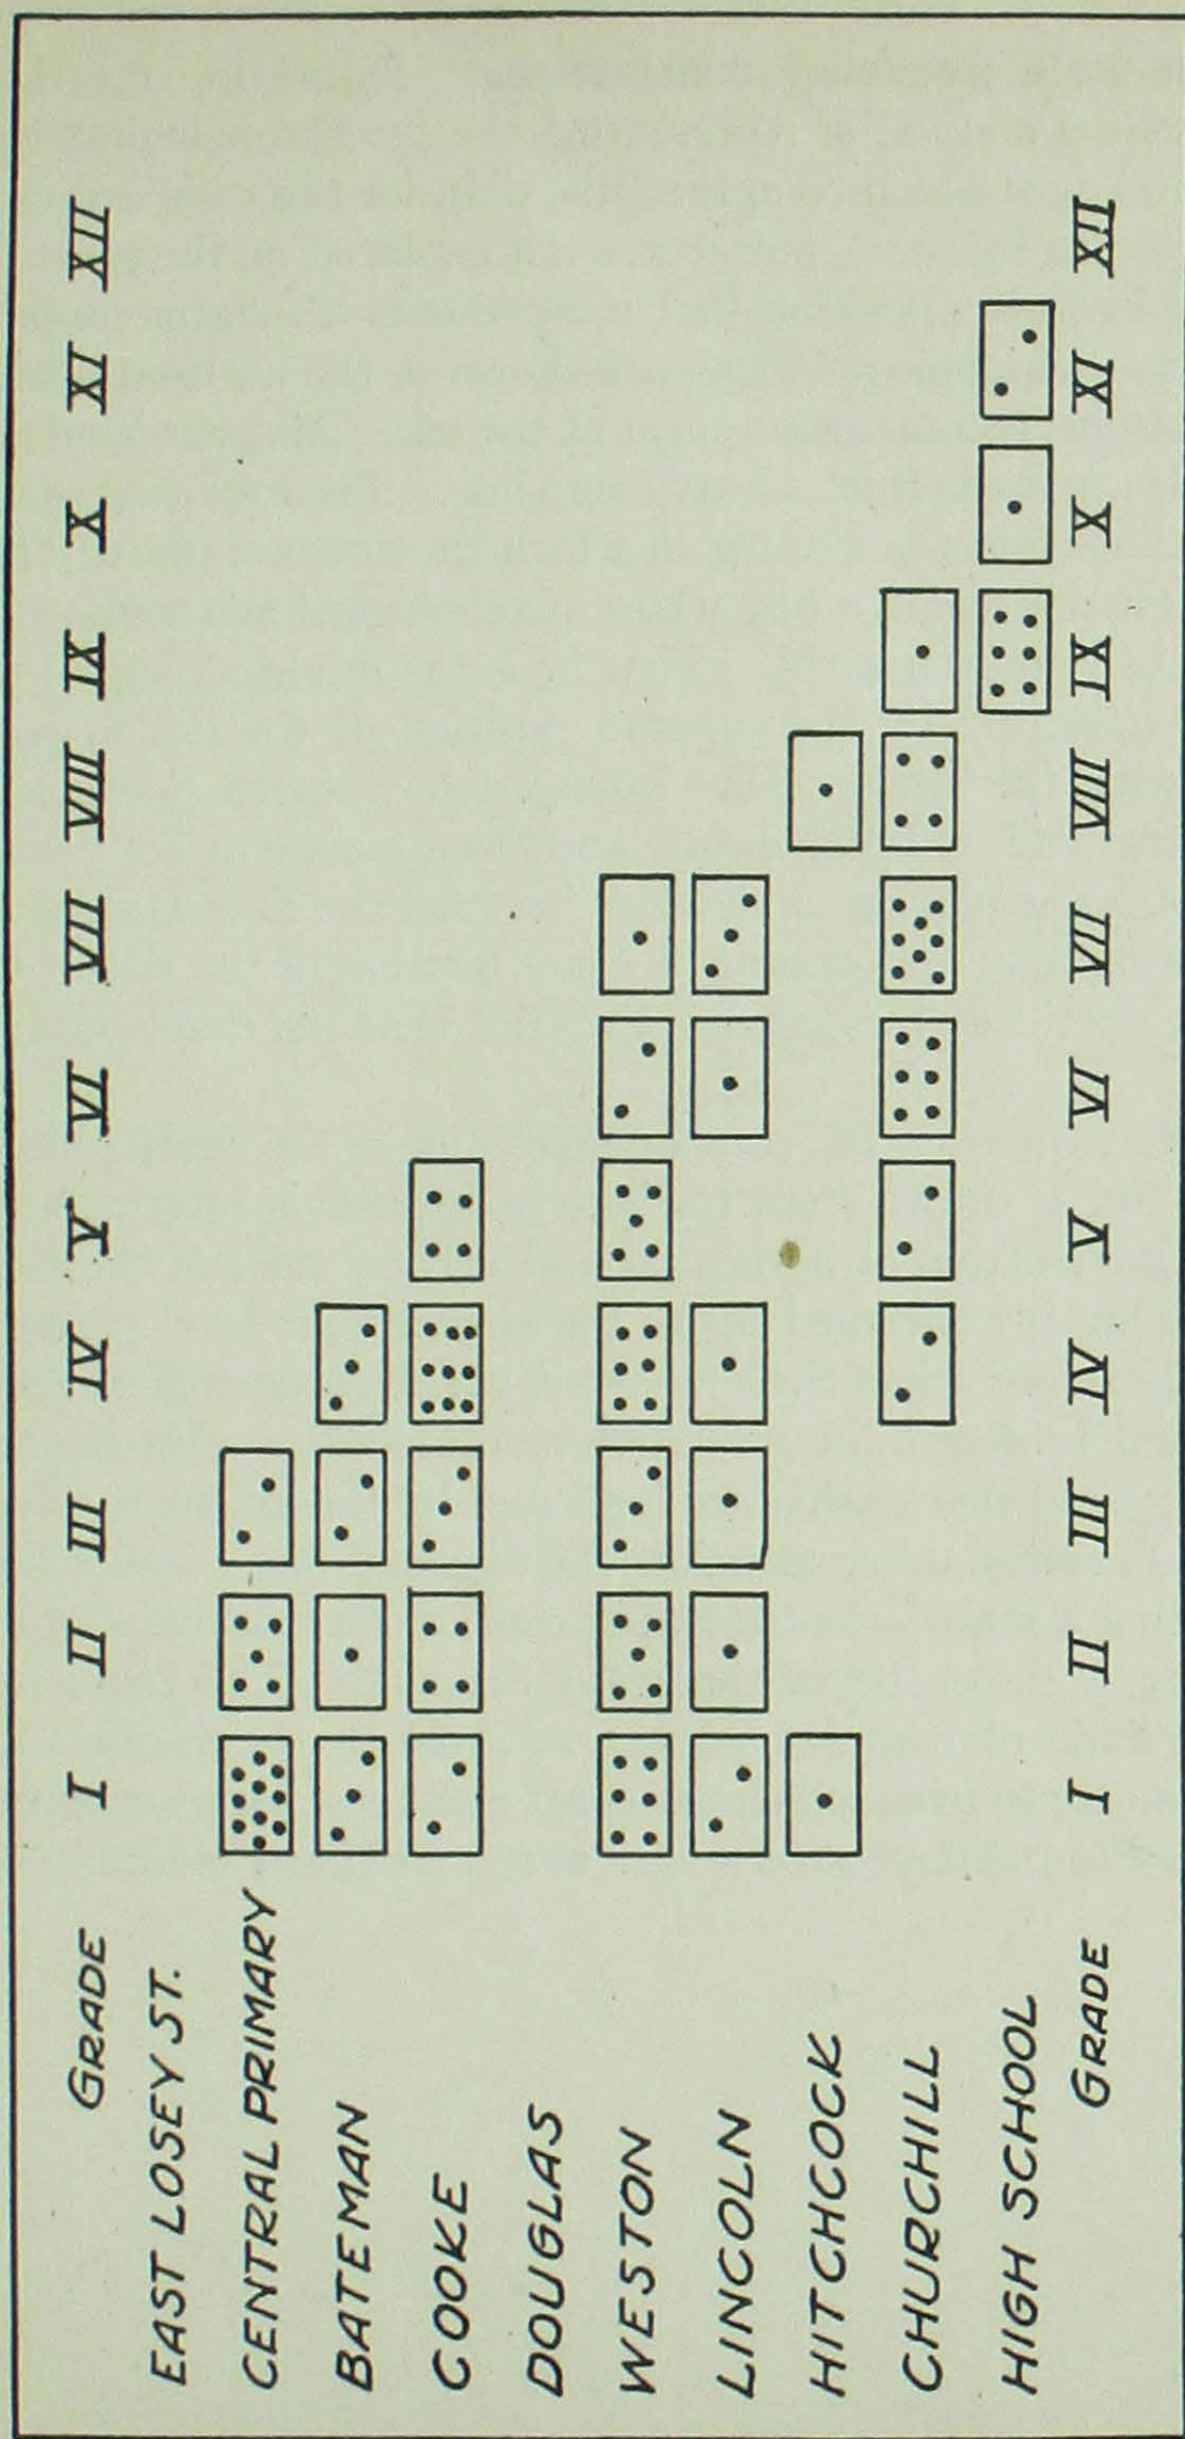 GRADE I II III IV V VI VII VIII IX X XI XII
EAST LOSEY ST.
CENTRAL PRIMARY
BATEMAN
COOKE
DOUGLAS
WESTON
LINCOLN
HITCHCOCK
CHURCHILL
HIGH SCHOOL
GRADE I II III IV V VI VII VIII IX X XI XII